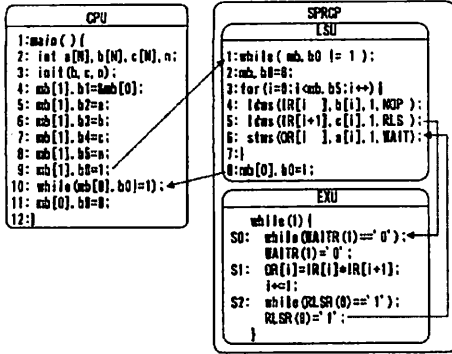 CPU
1:main( ){
2: int a[N],b[N],c[N],n;
3: init(b,c,n);
4: mb[1].b1=&mb[0];
5: mb[1].b2=a;
6: mb[1].b3=b;
7: mb[1].b4=c;
8: mb[1].b5=n;
9: mb[1].b0=1;
10: while(mb[0].b0!=1);
11: mb[0].b0=0;
12:}
SPRCP
LSU
1:while( mb.b0 != 1 );
2:mb.b0=0;
3:for(i=0;i<mb.b5;i++){
4: ldws(IR[i ],b[i],1,NOP );
5: ldws(IR[i+1],c[i],1,RLS );
6: stws(OR[i ],a[i],1,WAIT);
7:}
8:mb[0].b0=1;
EXU
while(1){
S0: while(WAITR(1)=='0');
WAITR(1)='0';
S1: OR[i]=IR[i]*IR[i+1];
i+=1;
S2: while(RLSR(0)=='1');
RLSR(0)='1';
}